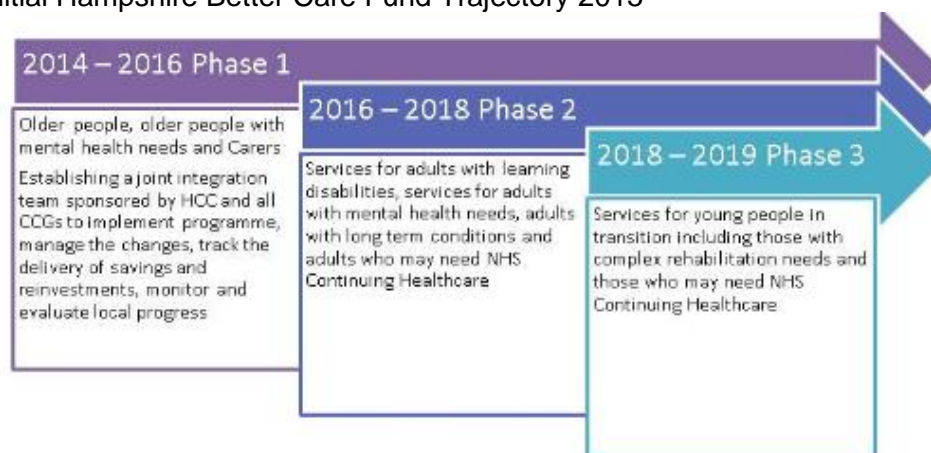 Hampshire Better Care Fund Trajectory 2015
2014 – 2016 Phase 1
Older people, older people with
mental health needs and Carers
Establishing a joint integration
team sponsored by HCC and all
CCGs to implement programme,
manage the changes, track the
delivery of savings and
reinvestments, monitor and
evaluate local progress
2016 – 2018 Phase 2
Services for adults with learning
disabilities, services for adults
with mental health needs, adults
with long term conditions and
adults who may need NHS
Continuing Healthcare
2018 – 2019 Phase 3
Services for young people in
transition including those with
complex rehabilitation needs and
those who may need NHS
Continuing Healthcare